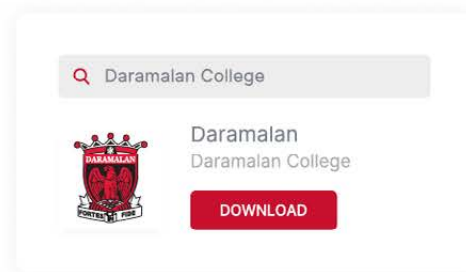 Daramalan College
Daramalan
Daramalan College
DARAMALAN
FORTES FIDE
DOWNLOAD